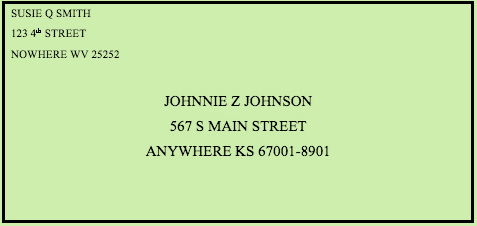 SUSIE Q SMITH
123 4th STREET
NOWHERE WV 25252
JOHNNIE Z JOHNSON
567 S MAIN STREET
ANYWHERE KS 67001-8901